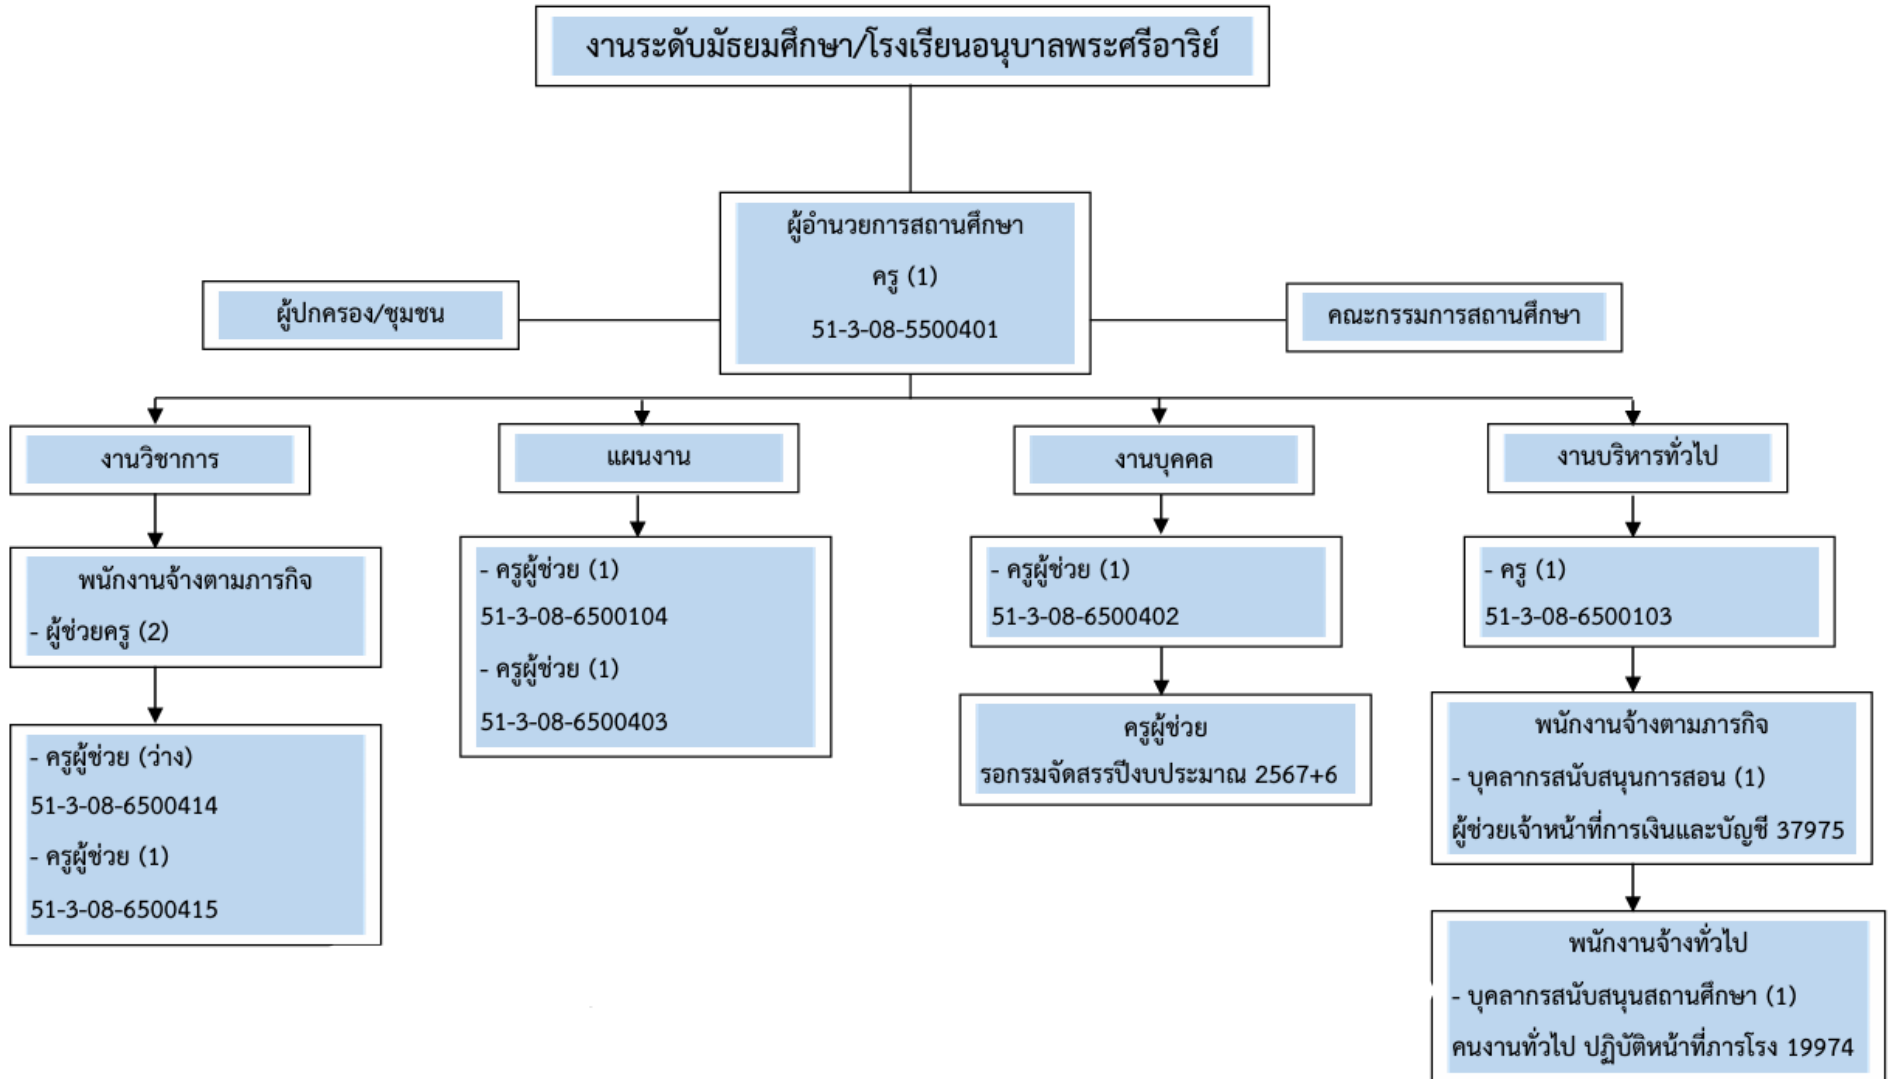 งานระดับมัธยมศึกษา/โรงเรียนอนุบาลพระศรีอาริย์
ผู้อำนวยการสถานศึกษา
ครู (1)
51-3-08-5500401
ผู้ปกครอง/ชุมชน
คณะกรรมการสถานศึกษา
งานวิชาการ
พนักงานจ้างตามภารกิจ
- ผู้ช่วยครู (2)
- ครูผู้ช่วย (ว่าง)
51-3-08-6500414
- ครูผู้ช่วย (1)
51-3-08-6500415
แผนงาน
- ครูผู้ช่วย (1)
51-3-08-6500104
- ครูผู้ช่วย (1)
51-3-08-6500403
งานบุคคล
- ครูผู้ช่วย (1)
51-3-08-6500402
ครูผู้ช่วย
รอกรมจัดสรรปีงบประมาณ 2567+6
งานบริหารทั่วไป
- ครู (1)
51-3-08-6500103
พนักงานจ้างตามภารกิจ
- บุคลากรสนับสนุนการสอน (1)
ผู้ช่วยเจ้าหน้าที่การเงินและบัญชี 37975
พนักงานจ้างทั่วไป
- บุคลากรสนับสนุนสถานศึกษา (1)
คนงานทั่วไป ปฏิบัติหน้าที่ภารโรง 19974